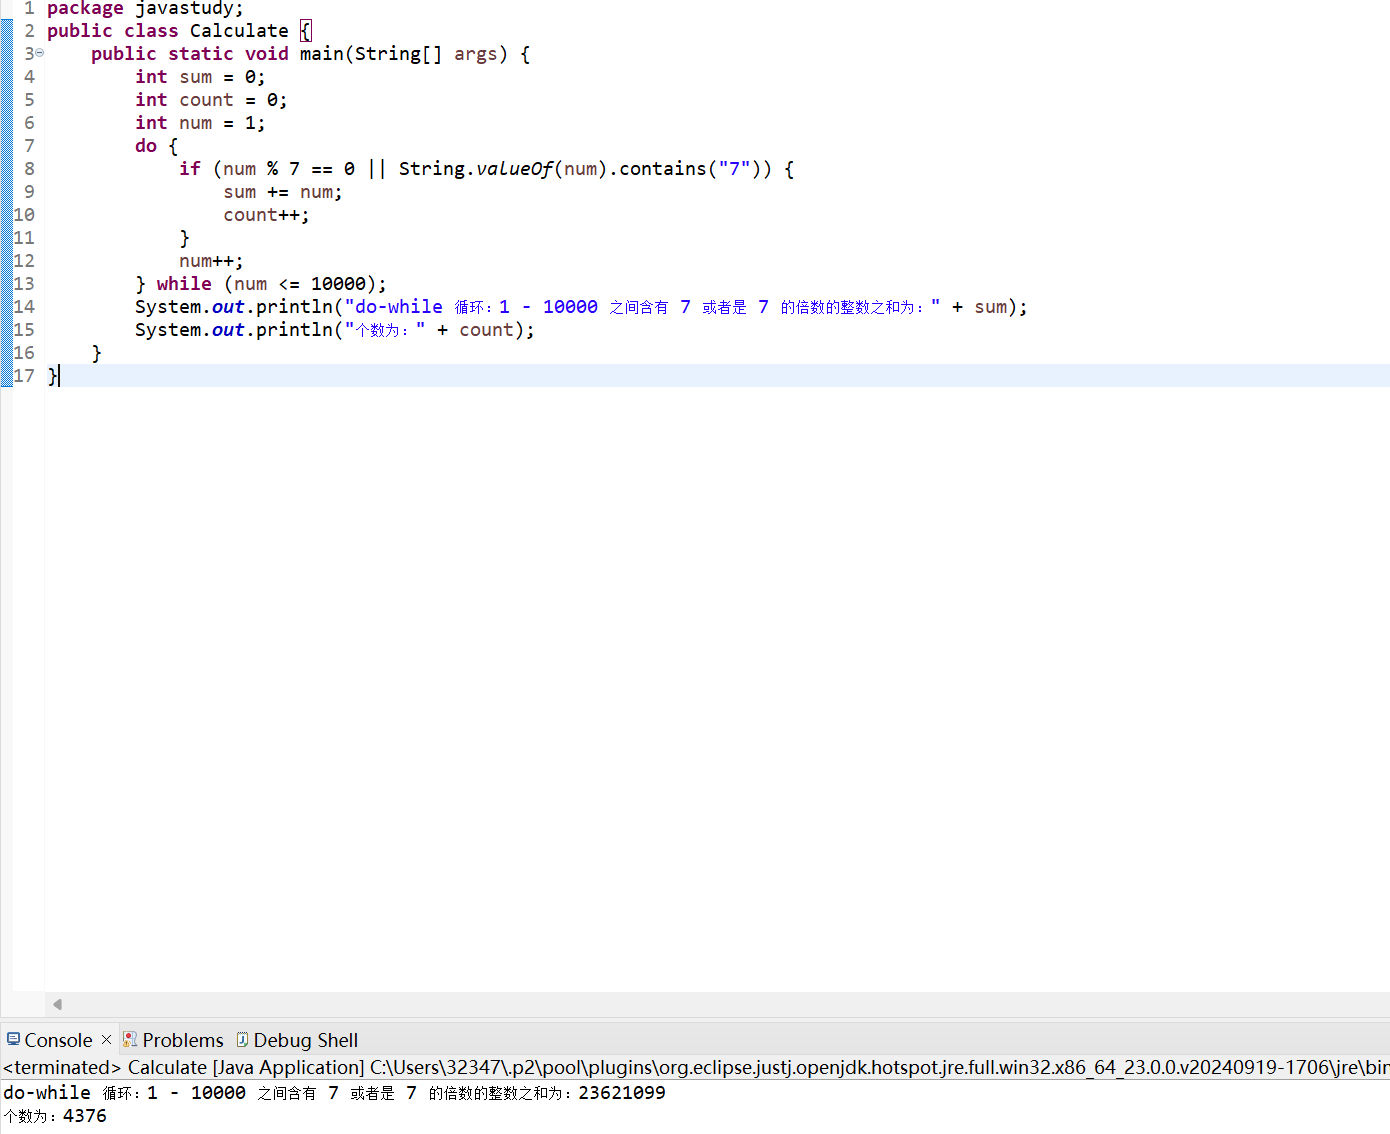 1 package javastudy;
2 public class Calculate {
3 public static void main(String[] args) {
4 int sum = 0;
5 int count = 0;
6 int num = 1;
7 do {
8 if (num % 7 == 0 || String.valueOf(num).contains("7")) {
9 sum += num;
10 count++;
11 }
12 num++;
13 } while (num <= 10000);
14 System.out.println("do-while 循环：1 - 10000 之间含有 7 或者是 7 的倍数的整数之和为：" + sum);
15 System.out.println("个数为：" + count);
16 }
17 }
Console Problems Debug Shell
<terminated> Calculate [Java Application] C:\Users\32347\.p2\pool\plugins\org.eclipse.justj.openjdk.hotspot.jre.full.win32.x86_64_23.0.0.v20240919-1706\jre\bin
do-while 循环：1 - 10000 之间含有 7 或者是 7 的倍数的整数之和为：23621099
个数为：4376